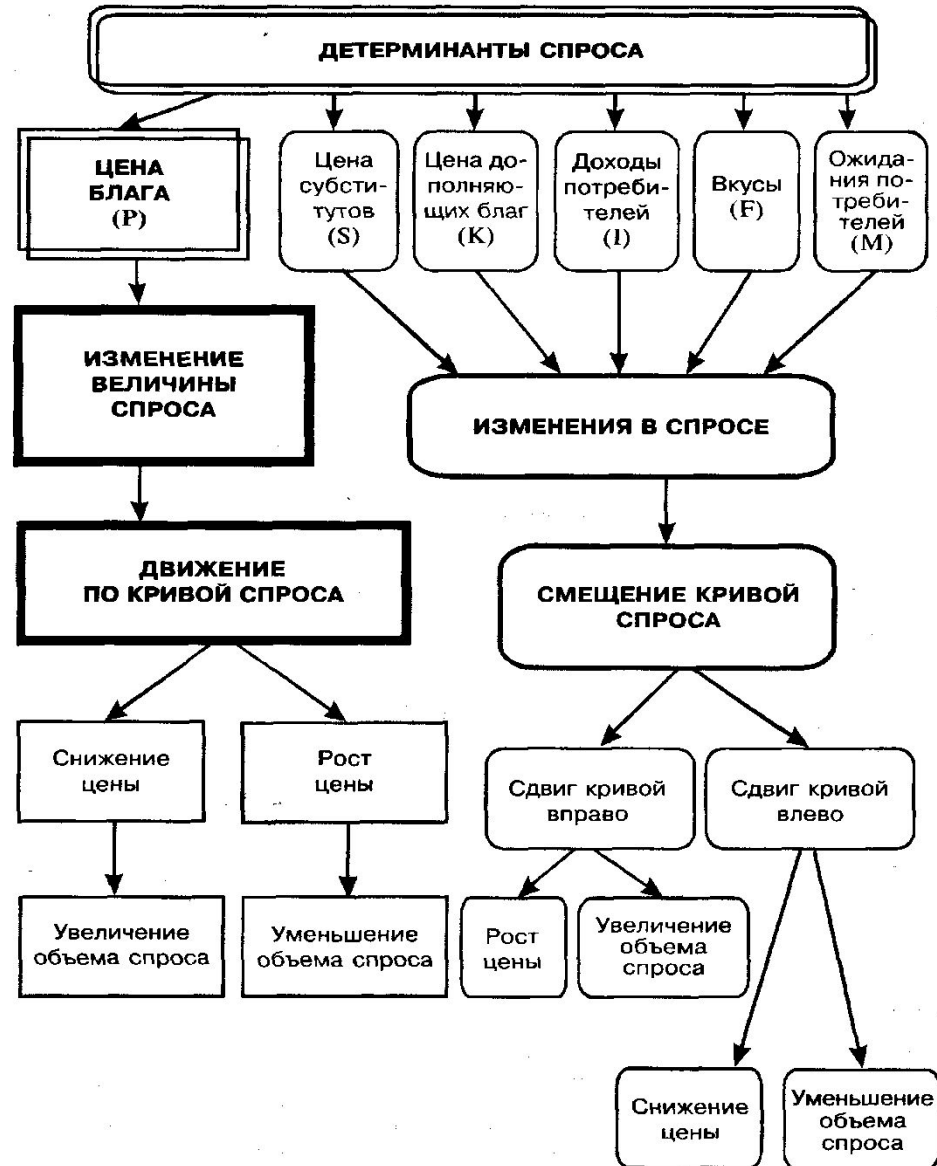 ДЕТЕРМИНАНТЫ СПРОСА
ЦЕНА
БЛАГА
(P)
Цена
субсти-
тутов
(S)
Цена до-
полняю-
щих благ
(K)
Доходы
потреби-
телей
(I)
Вкусы
(F)
Ожида-
ния по-
треби-
телей
(M)
ИЗМЕНЕНИЕ
ВЕЛИЧИНЫ
СПРОСА
ИЗМЕНЕНИЯ В СПРОСЕ
ДВИЖЕНИЕ
ПО КРИВОЙ СПРОСА
СМЕЩЕНИЕ КРИВОЙ
СПРОСА
Снижение
цены
Рост
цены
Сдвиг кривой
вправо
Сдвиг кривой
влево
Увеличение
объема спроса
Уменьшение
объема спроса
Рост
цены
Увеличение
объема
спроса
Снижение
цены
Уменьшение
объема
спроса